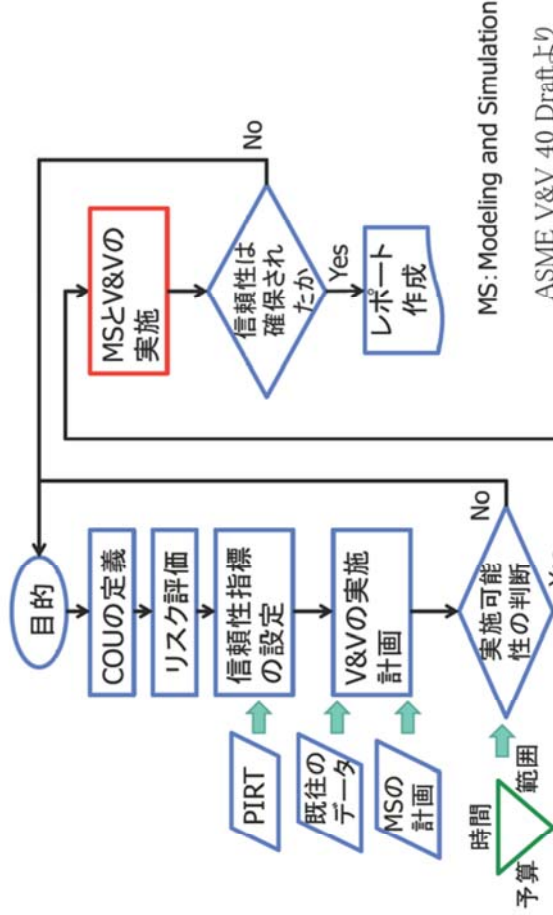 目的
COUの定義
リスク評価
信頼性指標
の設定
V&Vの実施
計画
実施可能
性の判断
No
PIRT
既往の
データ
MSの
計画
時間
予算
範囲
MSとV&Vの
実施
信頼性は
確保され
たか
No
Yes
レポート
作成
MS: Modeling and Simulation
ASME V&V 40 Draftより